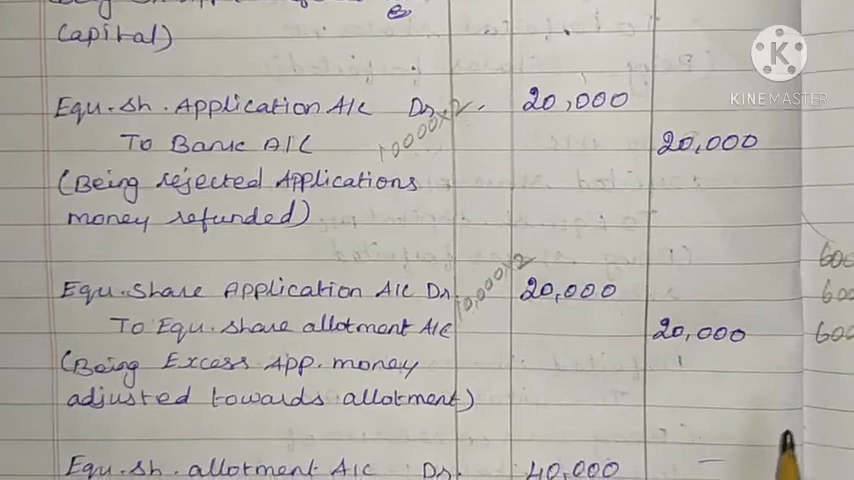 Capital)
K
KINEMASTER
Equ.Sh.Application A/c Dr. 20,000
10000x2
To Bank A/C 20,000
(Being rejected Applications
money refunded)
10,000x2
600
Equ.Share Application A/C Dr. 20,000
600
To Equ.share allotment A/c 20,000
600
(Being Excess App.money
adjusted towards allotment)
Equ.Sh.allotment A/C Dr. 40,000